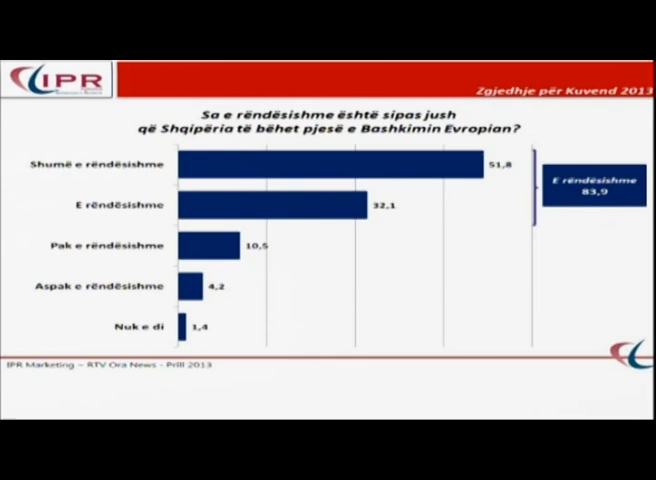 IPR
Zgjedhje për Kuvend 2013
Sa e rëndësishme është sipas jush
që Shqipëria të bëhet pjesë e Bashkimin Evropian?
Shumë e rëndësishme 51,8
E rëndësishme 32,1
E rëndësishme
83,9
Pak e rëndësishme 10,5
Aspak e rëndësishme 4,2
Nuk e di 1,4
IPR Marketing – RTV Ora News - Prill 2013